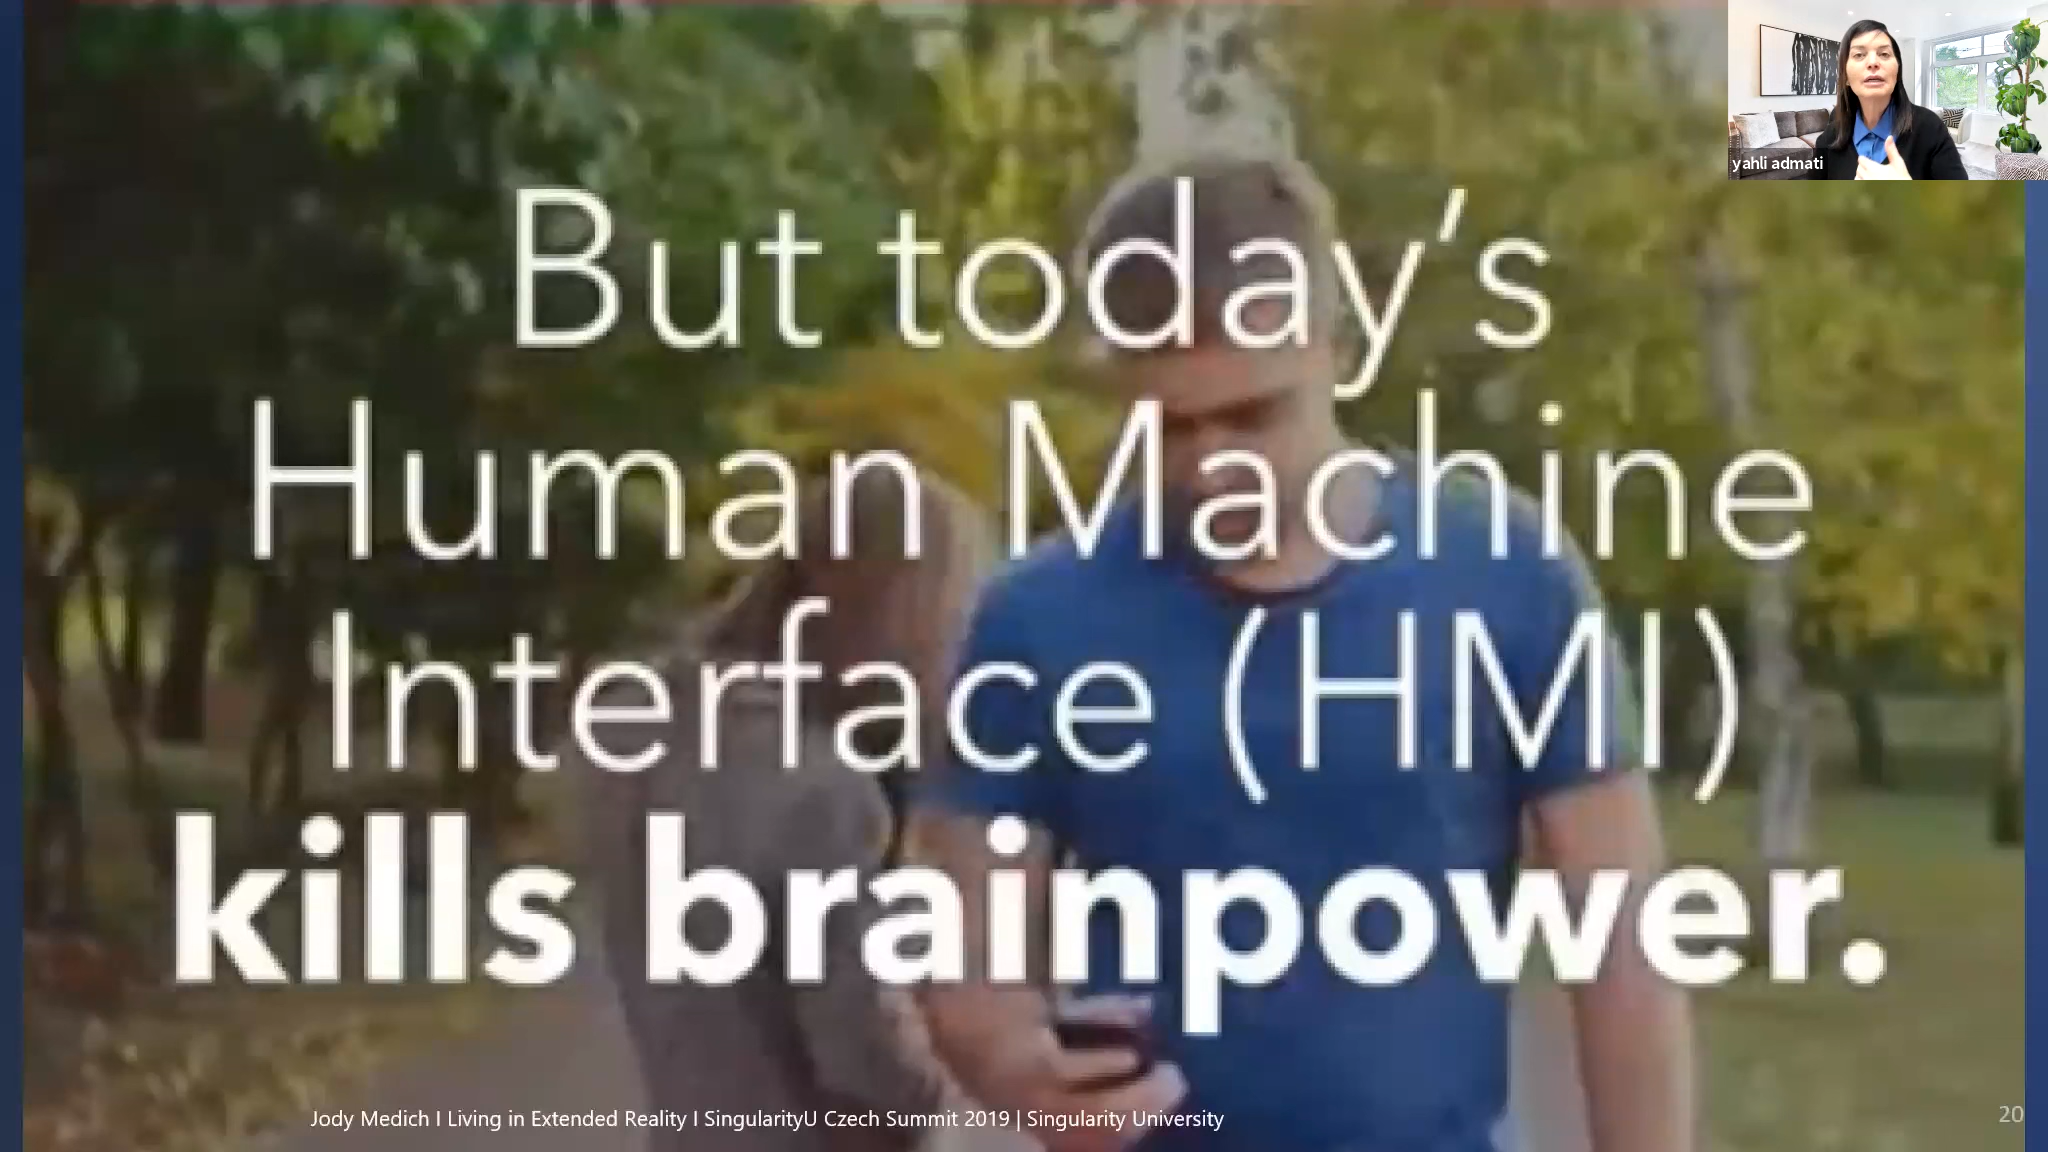 yahli admati
But today's
Human Machine
Interface (HMI)
kills brainpower.
Jody Medich I Living in Extended Reality I SingularityU Czech Summit 2019 | Singularity University
20